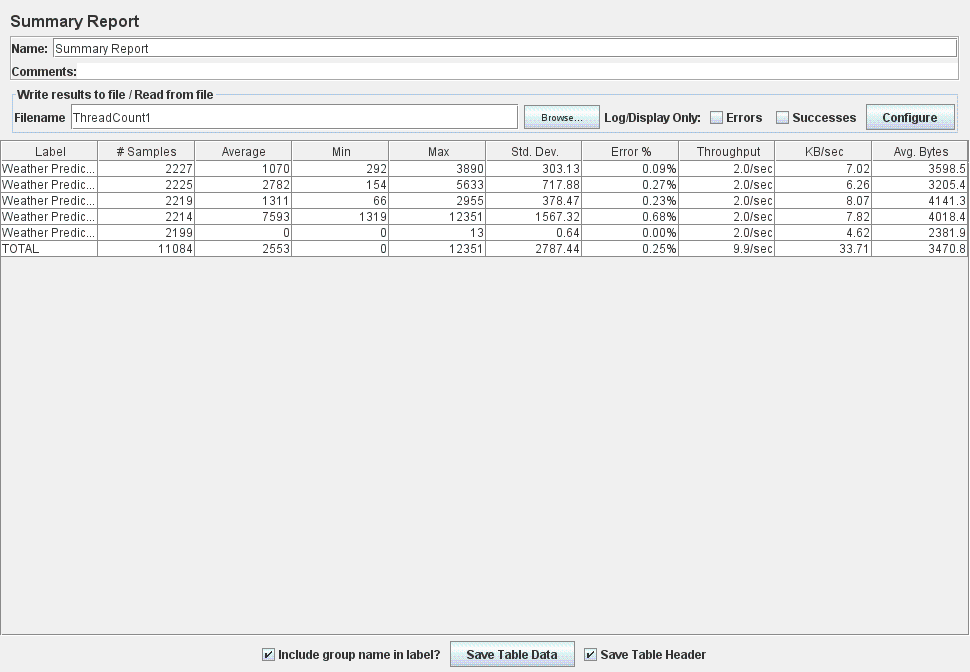 Summary Report
Name: Summary Report
Comments:
Write results to file / Read from file
Filename ThreadCount1 Browse... Log/Display Only: Errors Successes Configure
Label # Samples Average Min Max Std. Dev. Error % Throughput KB/sec Avg. Bytes
Weather Predic... 2227 1070 292 3890 303.13 0.09% 2.0/sec 7.02 3598.5
Weather Predic... 2225 2782 154 5633 717.88 0.27% 2.0/sec 6.26 3205.4
Weather Predic... 2219 1311 66 2955 378.47 0.23% 2.0/sec 8.07 4141.3
Weather Predic... 2214 7593 1319 12351 1567.32 0.68% 2.0/sec 7.82 4018.4
Weather Predic... 2199 0 0 13 0.64 0.00% 2.0/sec 4.62 2381.9
TOTAL 11084 2553 0 12351 2787.44 0.25% 9.9/sec 33.71 3470.8
Include group name in label? Save Table Data Save Table Header